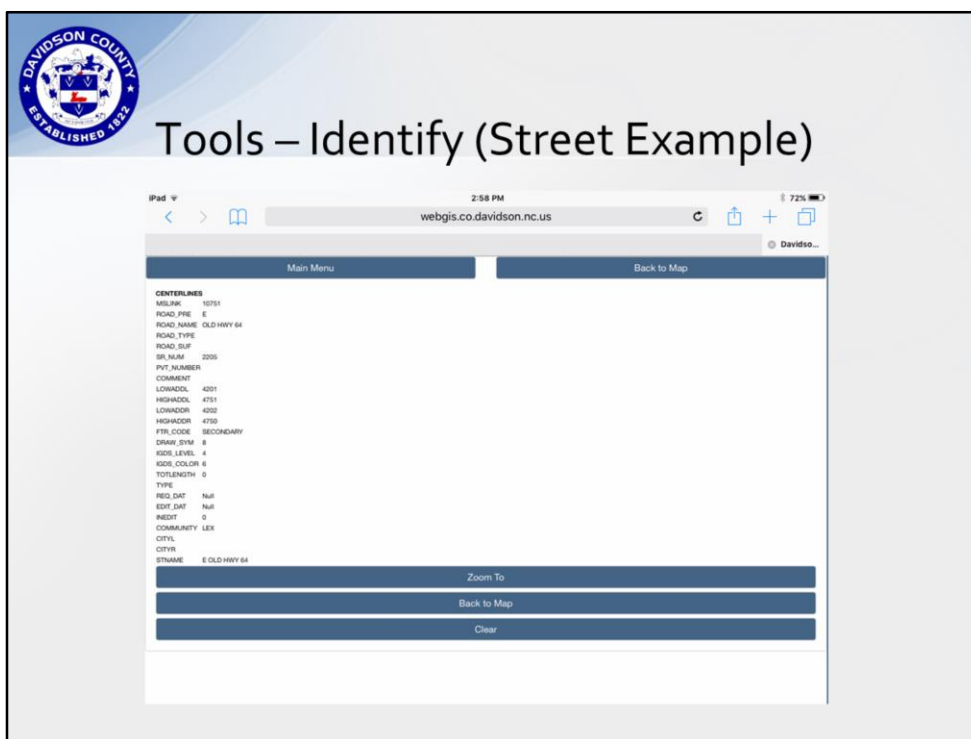 DAVIDSON COUNTY
ESTABLISHED 1822
Tools – Identify (Street Example)
iPad 2:58 PM 72%
webgis.co.davidson.nc.us
Davidso...
Main Menu Back to Map
CENTERLINES
MSLINK 10751
ROAD_PRE E
ROAD_NAME OLD HWY 64
ROAD_TYPE
ROAD_SUF
SR_NUM 2205
PVT_NUMBER
COMMENT
LOWADDL 4201
HIGHADDL 4751
LOWADDR 4202
HIGHADDR 4750
FTR_CODE SECONDARY
DRAW_SYM 8
IGDS_LEVEL 4
IGDS_COLOR 6
TOTLENGTH 0
TYPE
REQ_DAT Null
EDIT_DAT Null
INEDIT 0
COMMUNITY LEX
CITYL
CITYR
STNAME E OLD HWY 64
Zoom To
Back to Map
Clear